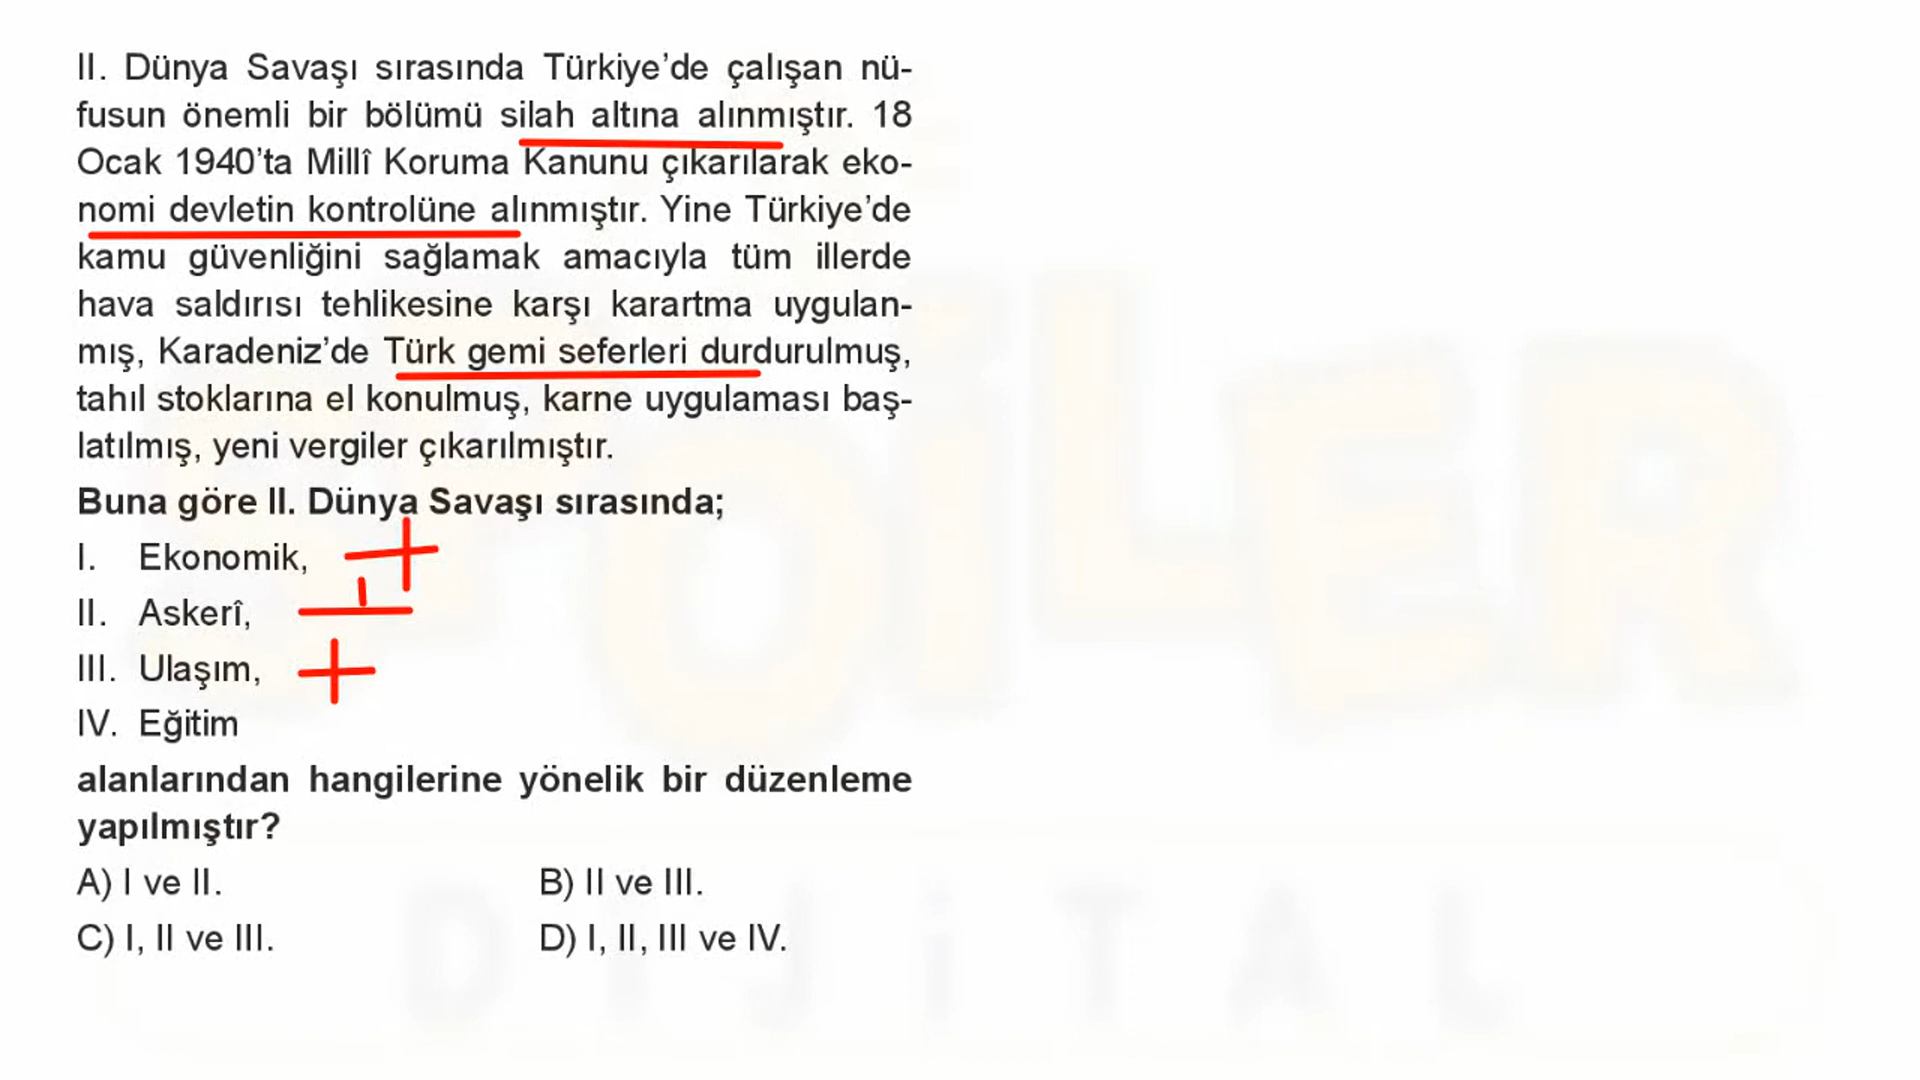 II. Dünya Savaşı sırasında Türkiye’de çalışan nü-
fusun önemli bir bölümü silah altına alınmıştır. 18
Ocak 1940’ta Millî Koruma Kanunu çıkarılarak eko-
nomi devletin kontrolüne alınmıştır. Yine Türkiye’de
kamu güvenliğini sağlamak amacıyla tüm illerde
hava saldırısı tehlikesine karşı karartma uygulan-
mış, Karadeniz’de Türk gemi seferleri durdurulmuş,
tahıl stoklarına el konulmuş, karne uygulaması baş-
latılmış, yeni vergiler çıkarılmıştır.
Buna göre II. Dünya Savaşı sırasında;
I. Ekonomik,
II. Askerî,
III. Ulaşım,
IV. Eğitim
alanlarından hangilerine yönelik bir düzenleme
yapılmıştır?
A) I ve II.
B) II ve III.
C) I, II ve III.
D) I, II, III ve IV.
DİJİTAL